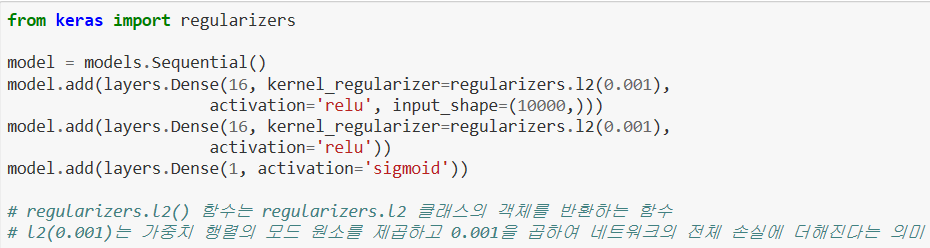 from keras import regularizers
model = models.Sequential()
model.add(layers.Dense(16, kernel_regularizer=regularizers.l2(0.001),
activation='relu', input_shape=(10000,)))
model.add(layers.Dense(16, kernel_regularizer=regularizers.l2(0.001),
activation='relu'))
model.add(layers.Dense(1, activation='sigmoid'))
# regularizers.l2() 함수는 regularizers.l2 클래스의 객체를 반환하는 함수
# l2(0.001)는 가중치 행렬의 모드 원소를 제곱하고 0.001을 곱하여 네트워크의 전체 손실에 더해진다는 의미